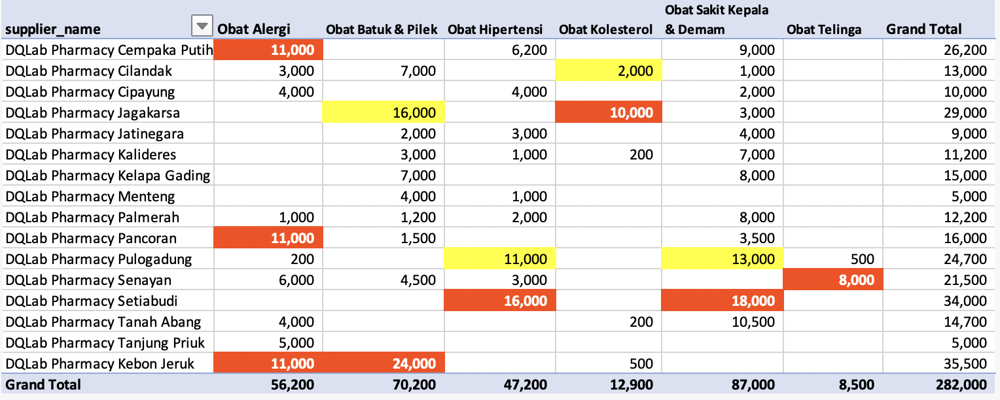 supplier_name Obat Alergi Obat Batuk & Pilek Obat Hipertensi Obat Kolesterol Obat Sakit Kepala & Demam Obat Telinga Grand Total
DQLab Pharmacy Cempaka Putih 11,000 6,200 9,000 26,200
DQLab Pharmacy Cilandak 3,000 7,000 2,000 1,000 13,000
DQLab Pharmacy Cipayung 4,000 4,000 2,000 10,000
DQLab Pharmacy Jagakarsa 16,000 10,000 3,000 29,000
DQLab Pharmacy Jatinegara 2,000 3,000 4,000 9,000
DQLab Pharmacy Kalideres 3,000 1,000 200 7,000 11,200
DQLab Pharmacy Kelapa Gading 7,000 8,000 15,000
DQLab Pharmacy Menteng 4,000 1,000 5,000
DQLab Pharmacy Palmerah 1,000 1,200 2,000 8,000 12,200
DQLab Pharmacy Pancoran 11,000 1,500 3,500 16,000
DQLab Pharmacy Pulogadung 200 11,000 13,000 500 24,700
DQLab Pharmacy Senayan 6,000 4,500 3,000 8,000 21,500
DQLab Pharmacy Setiabudi 16,000 18,000 34,000
DQLab Pharmacy Tanah Abang 4,000 200 10,500 14,700
DQLab Pharmacy Tanjung Priuk 5,000 5,000
DQLab Pharmacy Kebon Jeruk 11,000 24,000 500 35,500
Grand Total 56,200 70,200 47,200 12,900 87,000 8,500 282,000